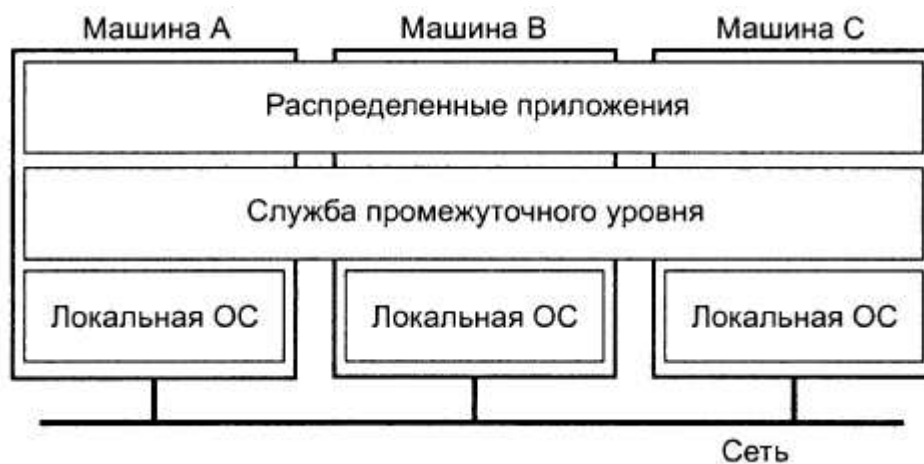 Машина A
Машина B
Машина C
Распределенные приложения
Служба промежуточного уровня
Локальная ОС
Локальная ОС
Локальная ОС
Сеть